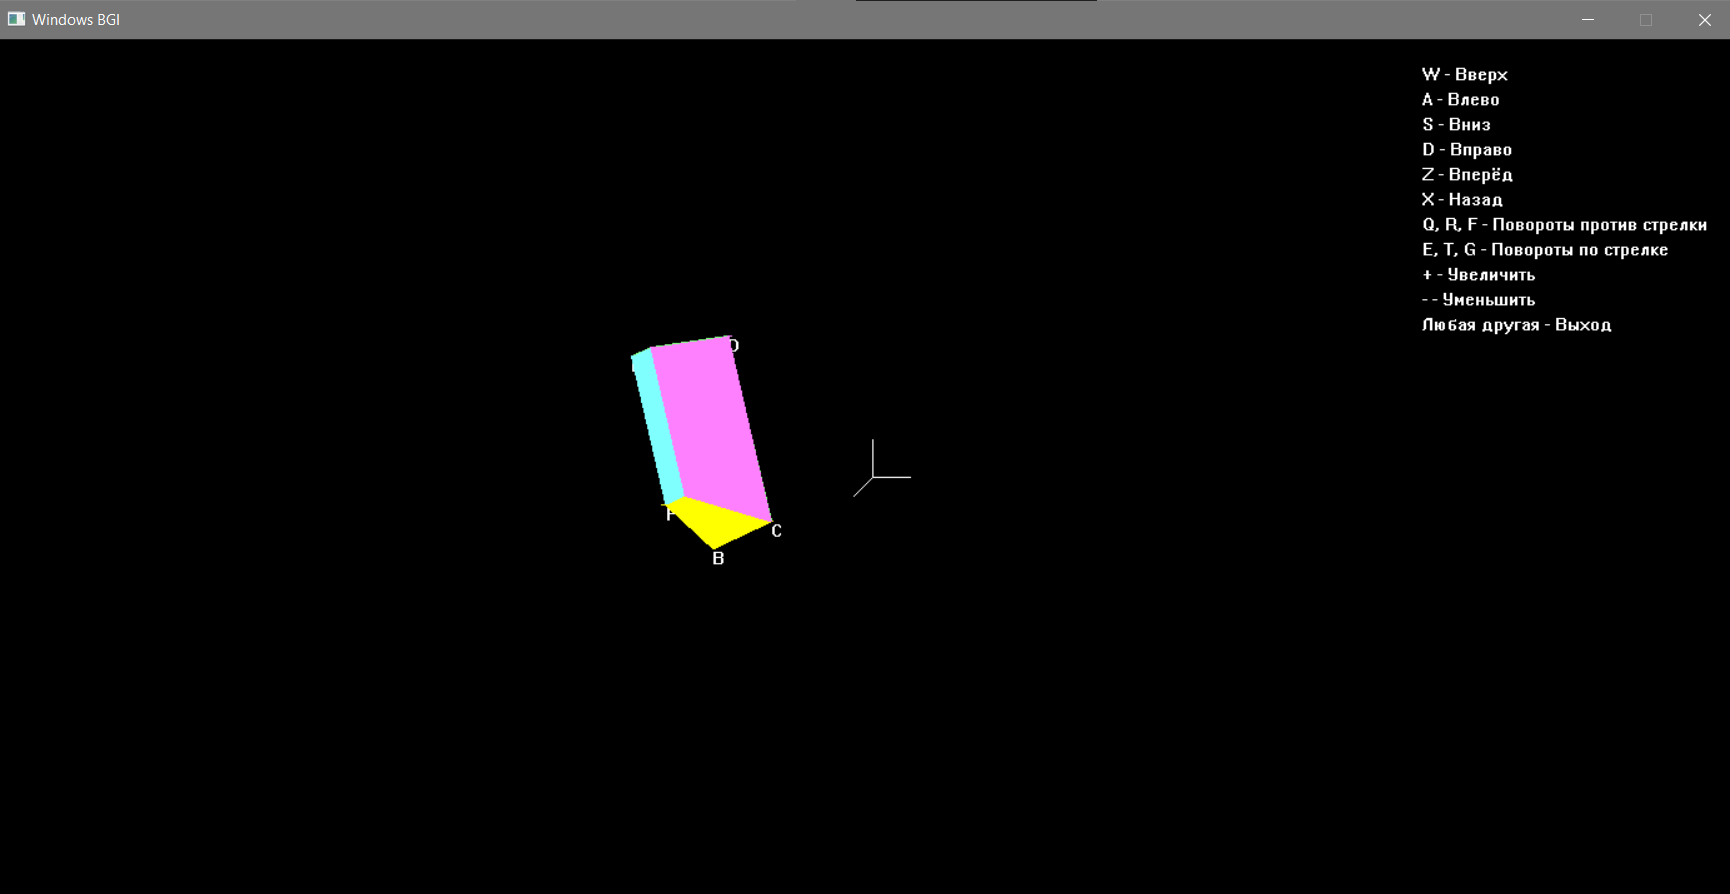 Windows BGI
W - Вверх
A - Влево
S - Вниз
D - Вправо
Z - Вперёд
X - Назад
Q, R, F - Повороты против стрелки
E, T, G - Повороты по стрелке
+ - Увеличить
- - Уменьшить
Любая другая - Выход
D
C
B